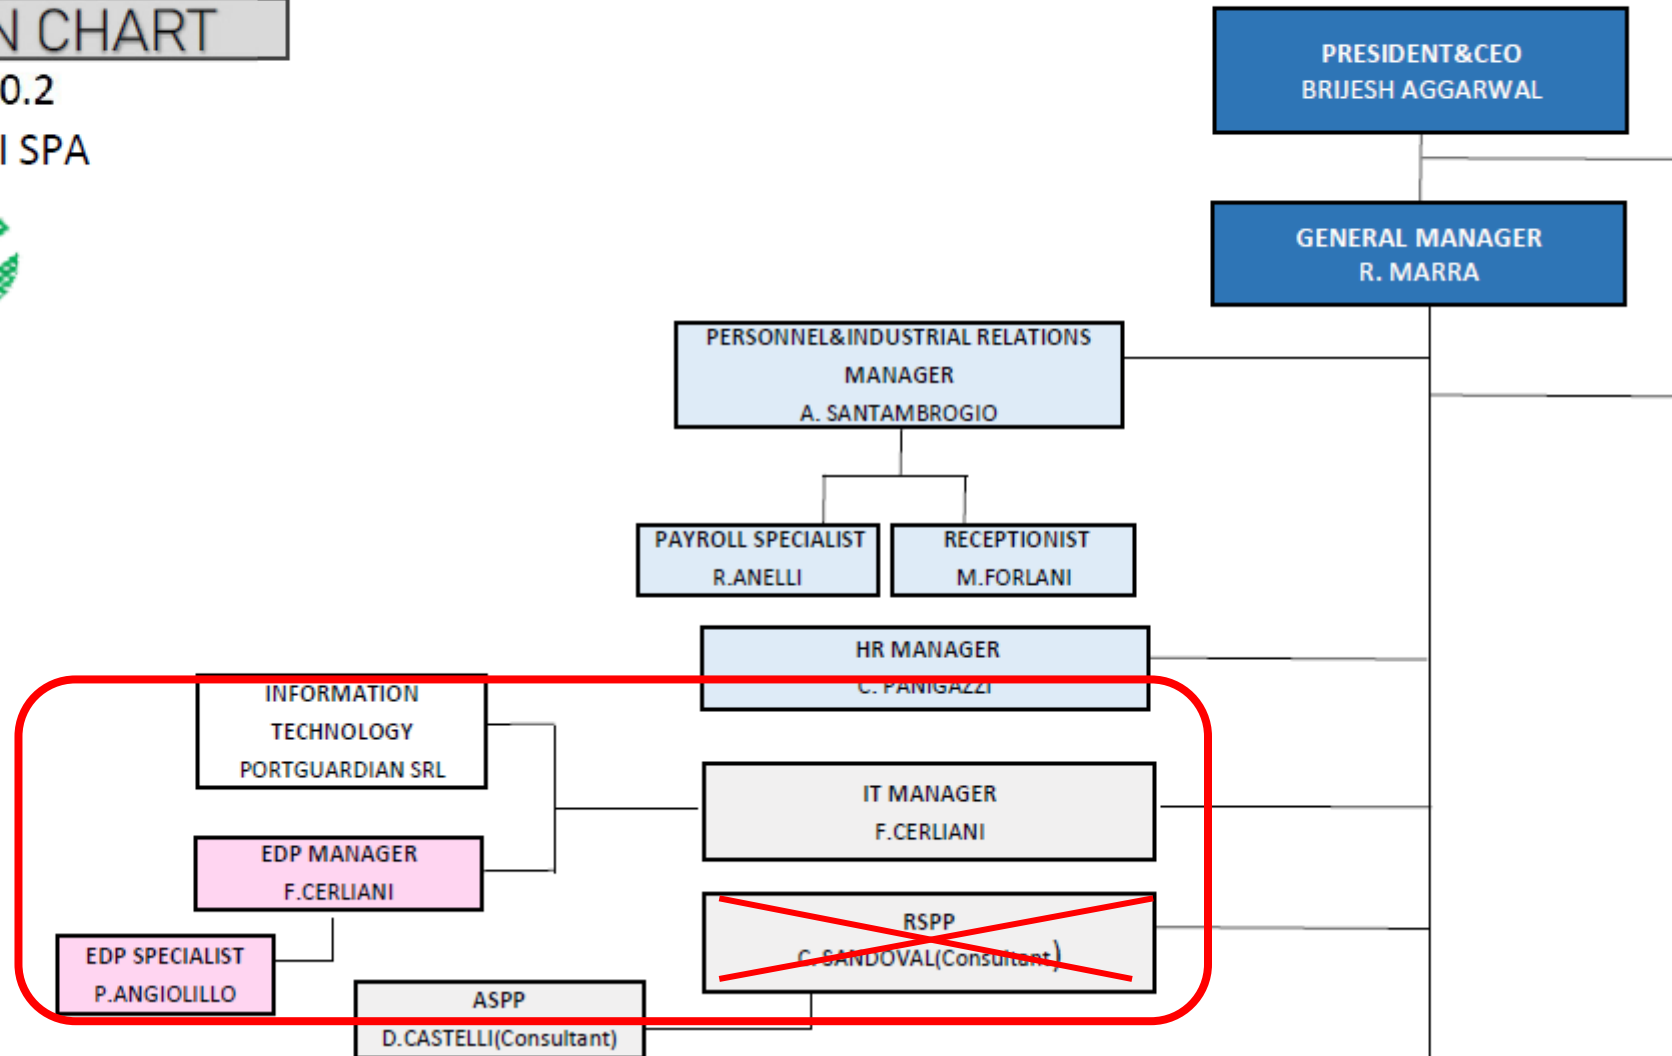 N CHART
0.2
I SPA
PRESIDENT&CEO
BRIJESH AGGARWAL
GENERAL MANAGER
R. MARRA
PERSONNEL&INDUSTRIAL RELATIONS
MANAGER
A. SANTAMBROGIO
PAYROLL SPECIALIST
R.ANELLI
RECEPTIONIST
M.FORLANI
HR MANAGER
C. PANIGAZZI
INFORMATION
TECHNOLOGY
PORTGUARDIAN SRL
IT MANAGER
F.CERLIANI
EDP MANAGER
F.CERLIANI
RSPP
C. SANDOVAL(Consultant)
EDP SPECIALIST
P.ANGIOLILLO
ASPP
D.CASTELLI(Consultant)